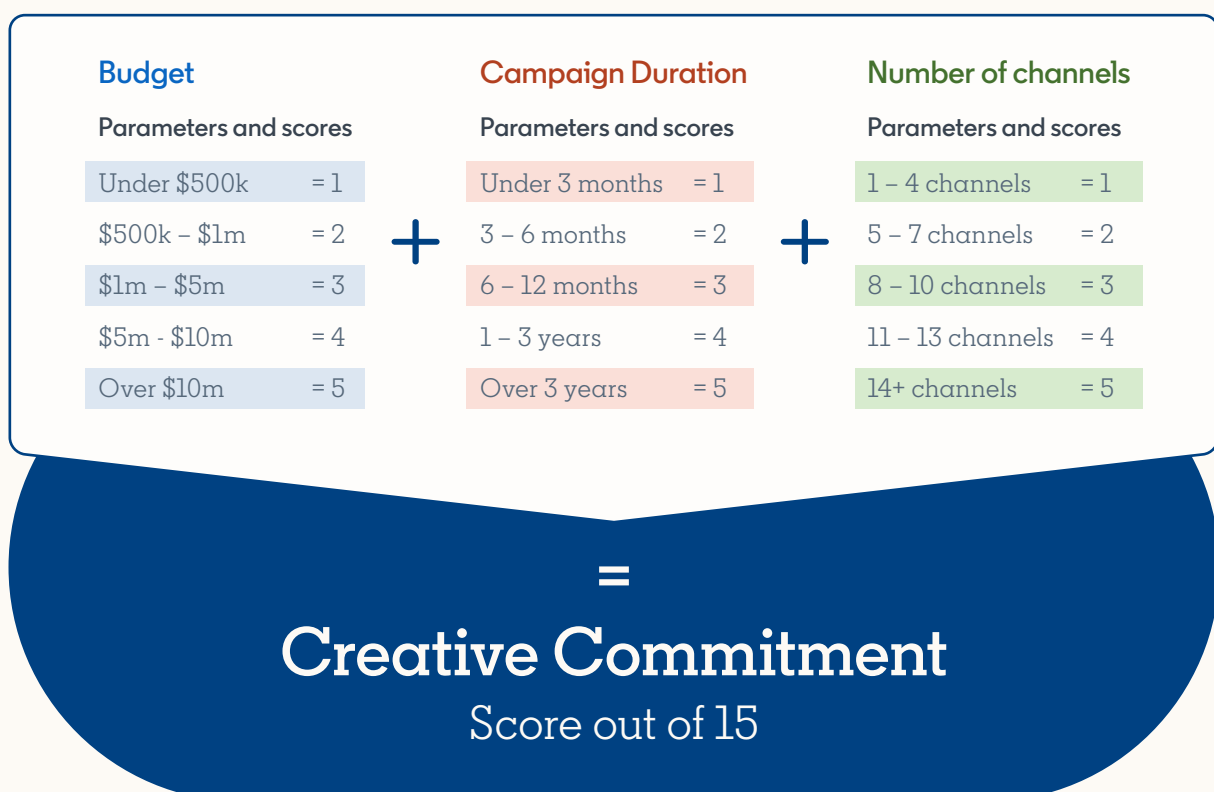 Budget
Parameters and scores
Under $500k = 1
$500k – $1m = 2
$1m – $5m = 3
$5m - $10m = 4
Over $10m = 5
+
Campaign Duration
Parameters and scores
Under 3 months = 1
3 – 6 months = 2
6 – 12 months = 3
1 – 3 years = 4
Over 3 years = 5
+
Number of channels
Parameters and scores
1 – 4 channels = 1
5 – 7 channels = 2
8 – 10 channels = 3
11 – 13 channels = 4
14+ channels = 5
=
Creative Commitment
Score out of 15